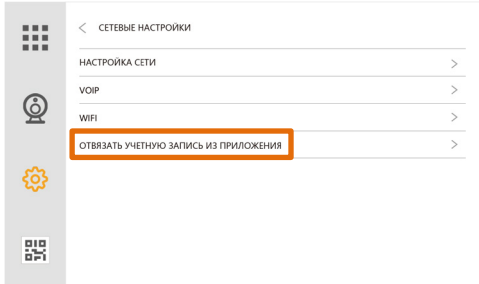 СЕТЕВЫЕ НАСТРОЙКИ
НАСТРОЙКА СЕТИ
VOIP
WIFI
ОТВЯЗАТЬ УЧЕТНУЮ ЗАПИСЬ ИЗ ПРИЛОЖЕНИЯ